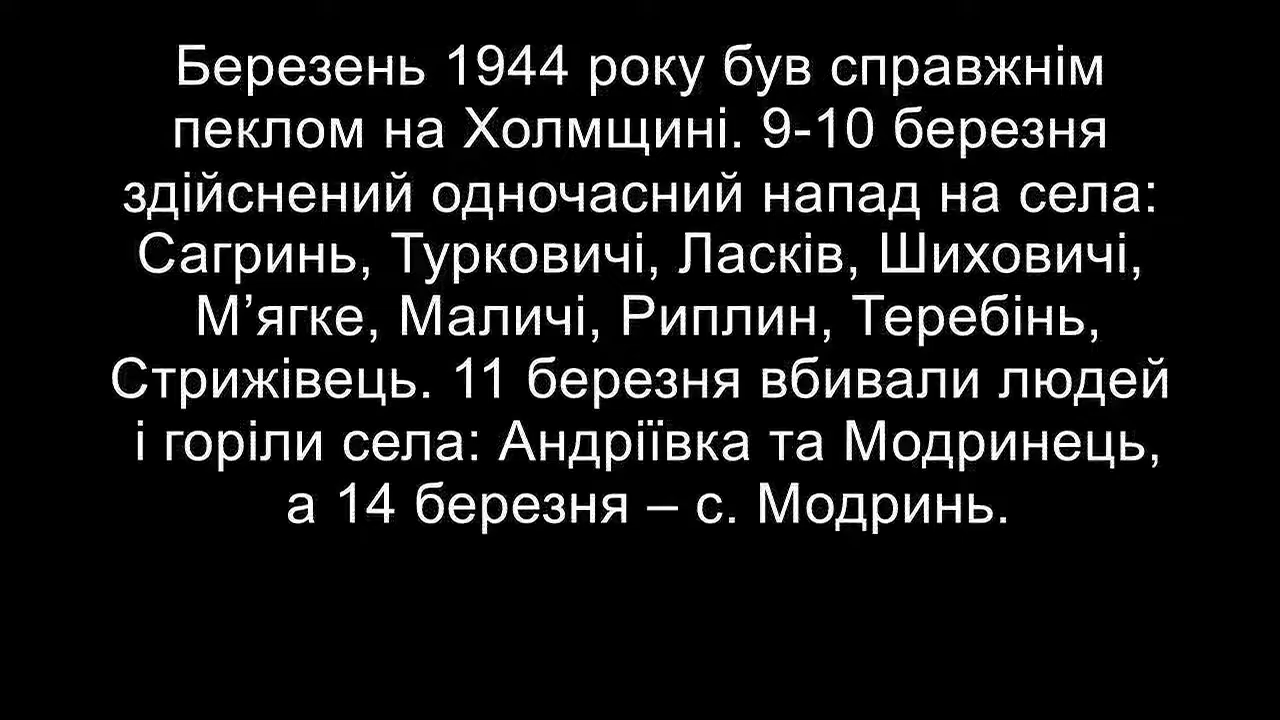 Березень 1944 року був справжнім
пеклом на Холмщині. 9-10 березня
здійснений одночасний напад на села:
Сагринь, Турковичі, Ласків, Шиховичі,
М’ягке, Маличі, Риплин, Теребінь,
Стрижівець. 11 березня вбивали людей
і горіли села: Андріївка та Модринець,
а 14 березня – с. Модринь.